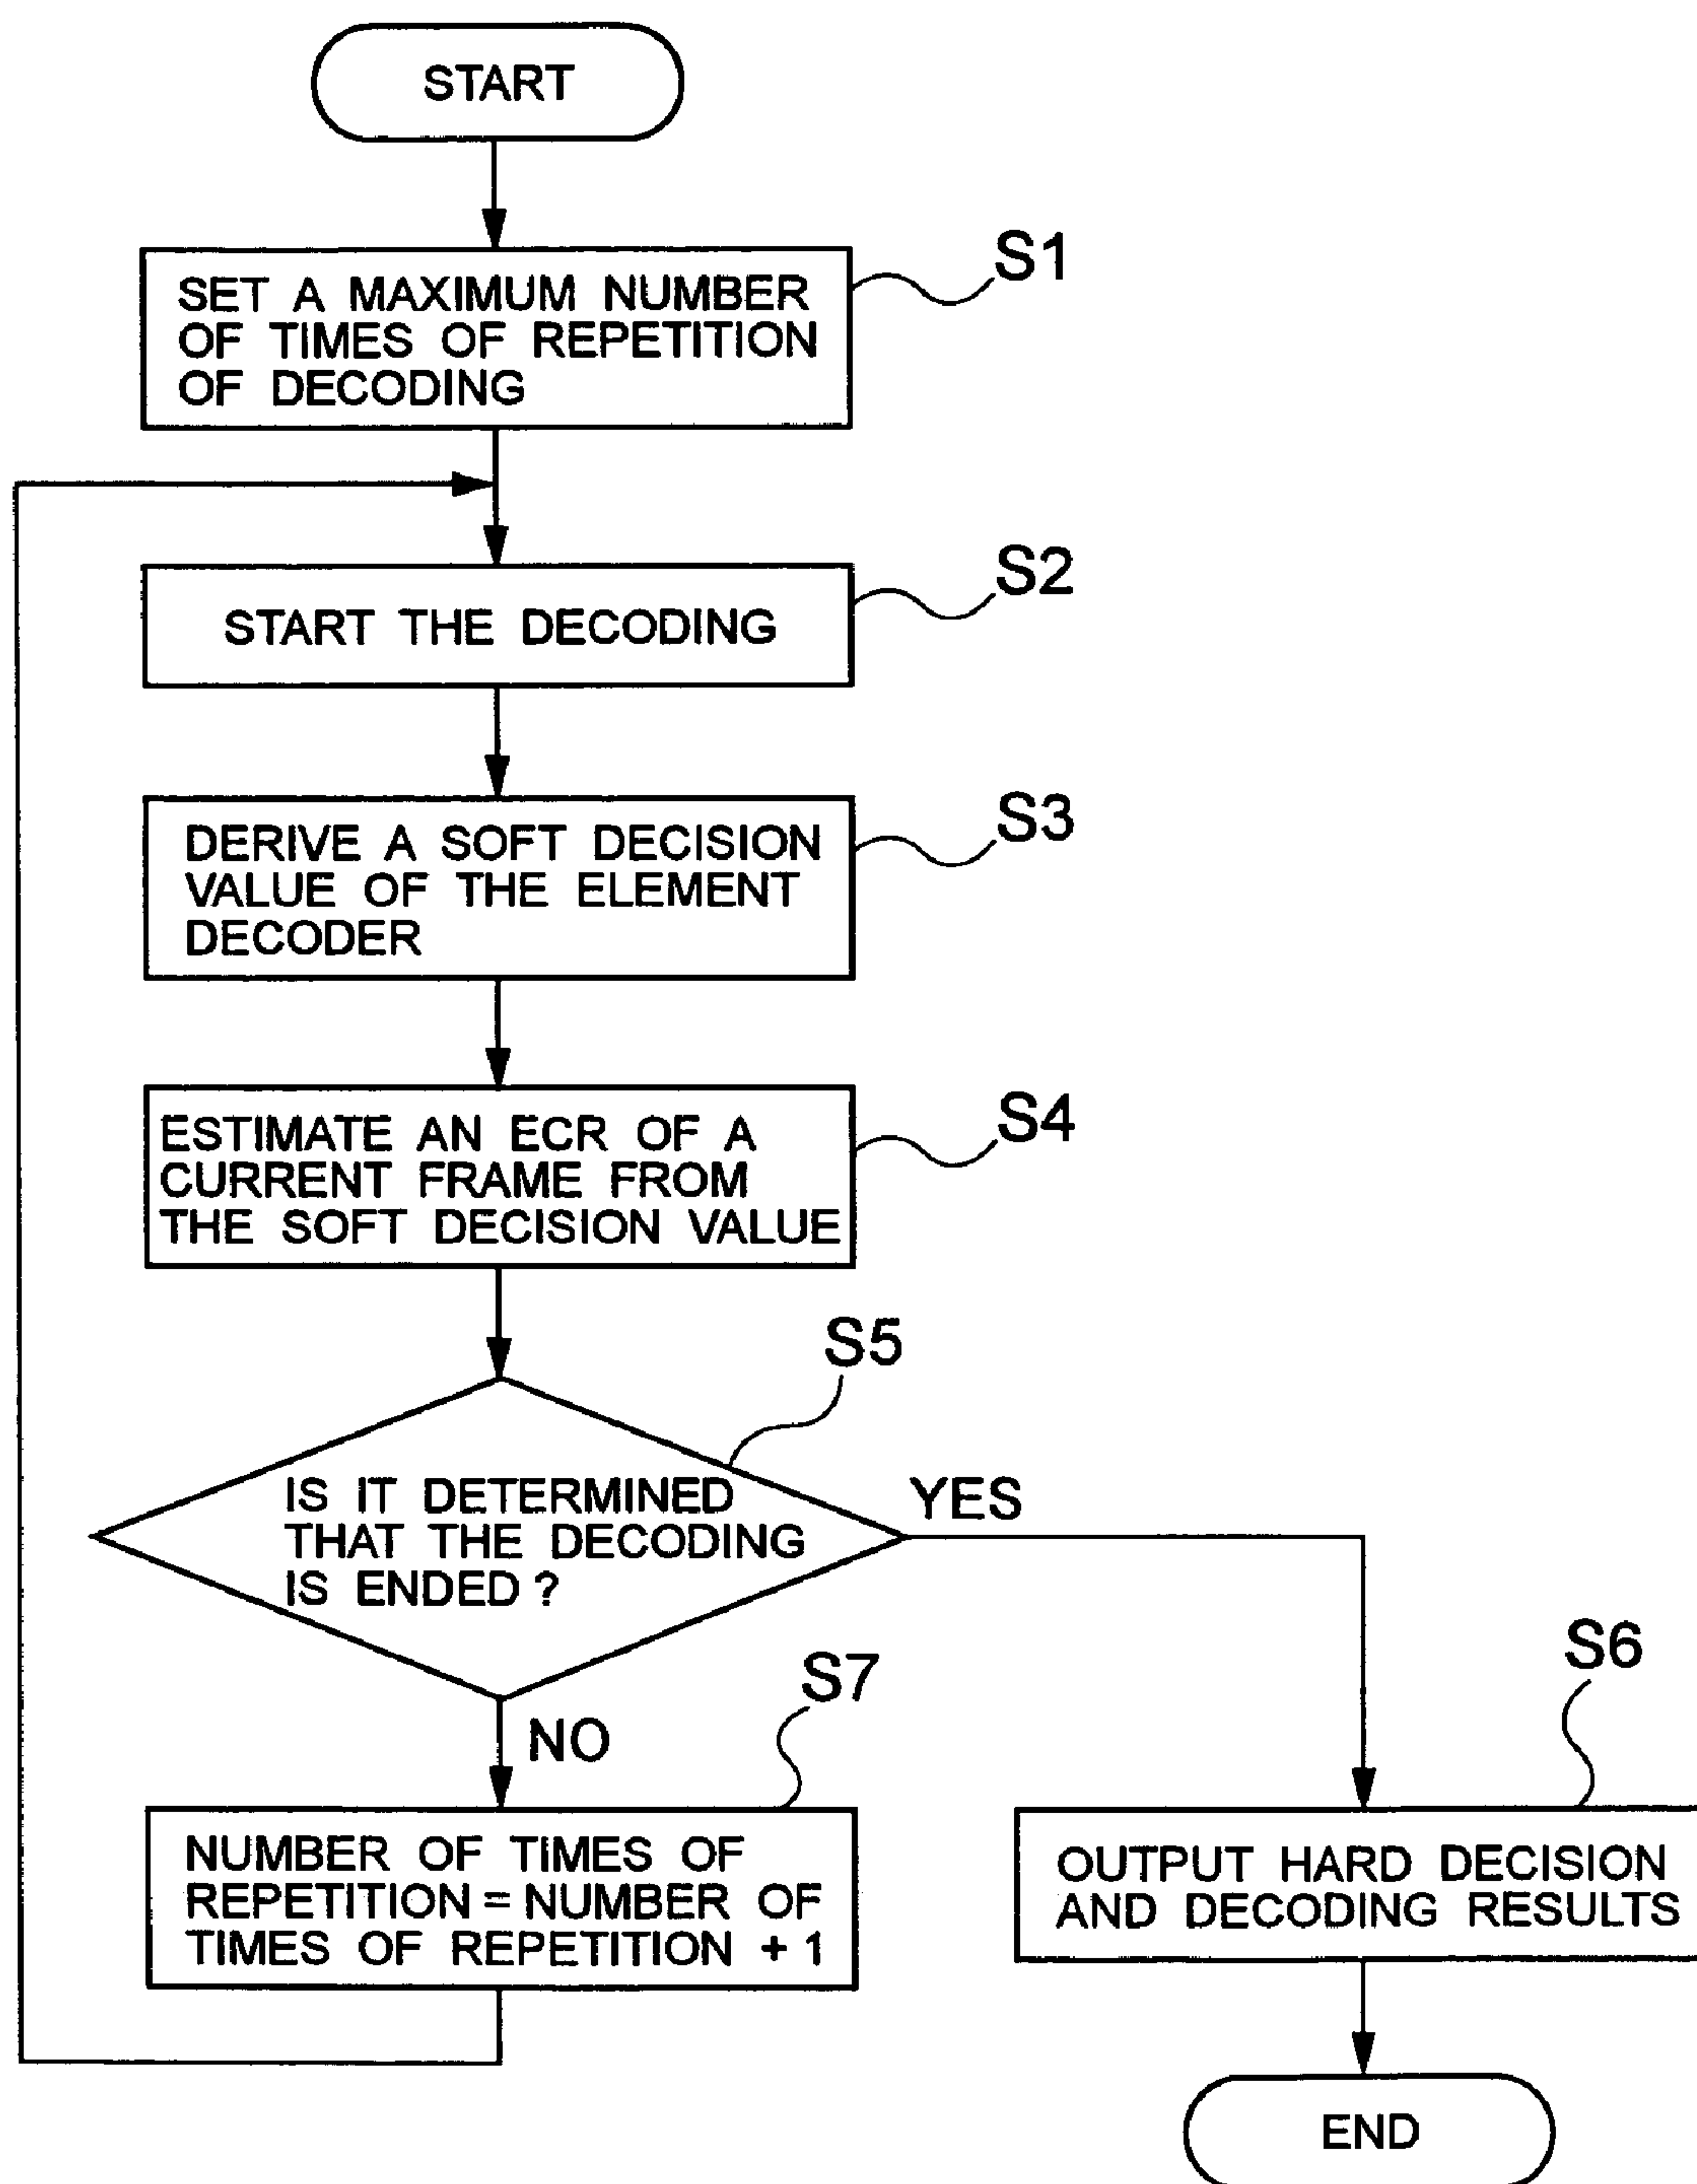 START
S1
SET A MAXIMUM NUMBER
OF TIMES OF REPETITION
OF DECODING
S2
START THE DECODING
S3
DERIVE A SOFT DECISION
VALUE OF THE ELEMENT
DECODER
S4
ESTIMATE AN ECR OF A
CURRENT FRAME FROM
THE SOFT DECISION VALUE
S5
IS IT DETERMINED
THAT THE DECODING
IS ENDED ?
YES
NO
S7
NUMBER OF TIMES OF
REPETITION = NUMBER OF
TIMES OF REPETITION + 1
S6
OUTPUT HARD DECISION
AND DECODING RESULTS
END